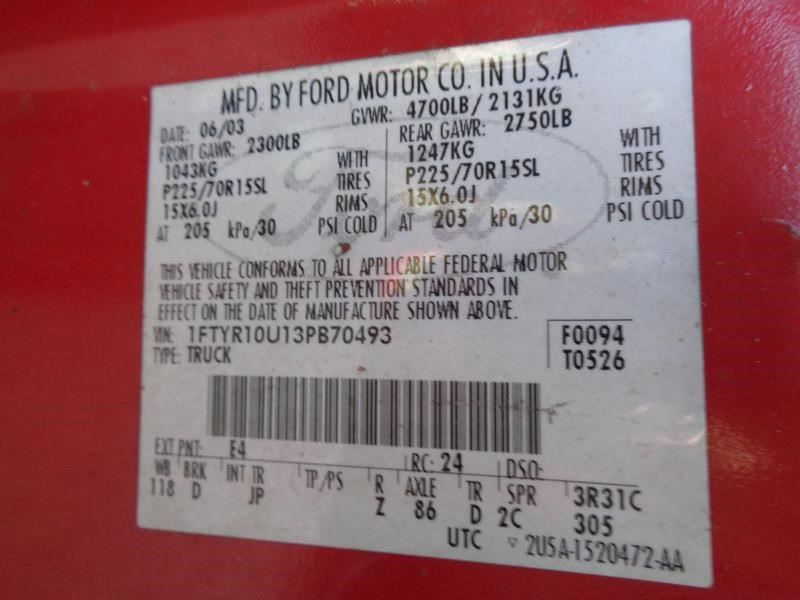 MFD. BY FORD MOTOR CO. IN U.S.A.
DATE: 06/03 GVWR: 4700LB/ 2131KG
FRONT GAWR: 2300LB REAR GAWR: 2750LB
1043KG WITH 1247KG WITH
P225/70R15SL TIRES P225/70R15SL TIRES
15X6.0J RIMS 15X6.0J RIMS
AT 205 kPa/30 PSI COLD AT 205 kPa/30 PSI COLD
Ford
THIS VEHICLE CONFORMS TO ALL APPLICABLE FEDERAL MOTOR
VEHICLE SAFETY AND THEFT PREVENTION STANDARDS IN
EFFECT ON THE DATE OF MANUFACTURE SHOWN ABOVE.
VIN: 1FTYR10U13PB70493 F0094
TYPE: TRUCK T0526
EXT PNT: E4 RC: 24 DSO:
WB BRK INT TR TP/PS R AXLE TR SPR 3R31C
118 D JP Z 86 D 2C 305
UTC ▿ 2U5A-1520472-AA